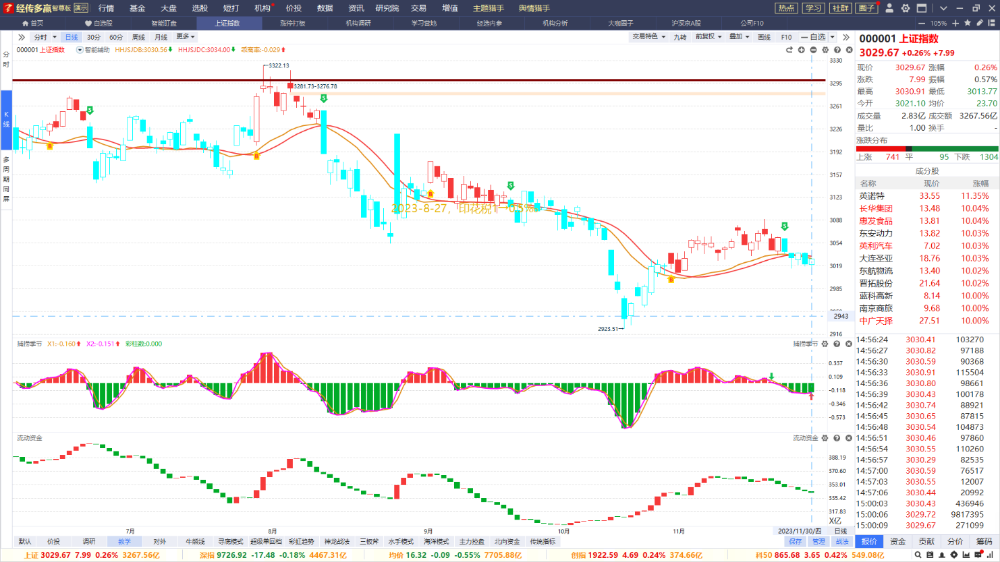 经传多赢 智尊版 演示 行情 基金 大盘 选股 短打 机构 价投 数据 资讯 研究院 交易 增值 主题猎手 舆情猎手 热点 学习 社群 圈子
首页 自选股 智能盯盘 上证指数 涨停打板 机构调研 学习营地 经选内参 机构分析 大咖圈子 沪深京A股 公司F10 105%
分时 日线 30分 60分 周线 月线 更多 交易特色 九转 前复权 叠加 画线 F10 自选
000001 上证指数 智能辅助 HHJSJDB:3030.56 HHJSJDC:3034.00 乖离率:-0.029
分时
K线
多周期同屏
3322.13
3281.73-3276.78
2023-8-27，印花税1→0.5‰
2923.51→
3330
3295
3261
3226
3192
3157
3123
3088
3054
3019
2985
2943
2916
捕捞季节 X1:-0.160 X2:-0.151 彩柱数:0.000 捕捞季节
0.337
0.109
-0.118
-0.346
-0.573
流动资金 流动资金
388.19
370.60
353.01
335.42
317.83
X亿
7月 8月 9月 10月 11月 2023/11/30/四 日线
默认 价投 调研 教学 对外 牛能线 寻底模式 超级单回档 彩虹趋势 神龙战法 三板斧 水手模式 海洋模式 主力控盘 北向资金 传统指标 保存 管理 战法
000001 上证指数
3029.67 +0.26% +7.99
现价 3029.67 涨幅 0.26%
涨跌 7.99 振幅 0.57%
最高 3030.91 最低 3013.77
今开 3021.10 均价 23.70
成交量 2.83亿 成交额 3267.56亿
量比 1.00 换手 -
涨跌分布
上涨 741 平 95 下跌 1304
成分股
名称 现价 涨幅
英诺特 33.55 11.35%
长华集团 13.48 10.04%
惠发食品 13.81 10.04%
东安动力 13.82 10.03%
英利汽车 7.02 10.03%
大连圣亚 18.76 10.03%
东航物流 13.40 10.02%
晋拓股份 21.64 10.02%
蓝科高新 8.14 10.00%
南京商旅 9.68 10.00%
中广天择 27.51 10.00%
14:56:24 3030.41 103270
14:56:27 3030.82 97188
14:56:30 3030.59 90368
14:56:33 3030.91 115504
14:56:36 3030.80 98661
14:56:39 3030.43 100178
14:56:42 3030.74 88921
14:56:45 3030.65 87815
14:56:48 3030.54 104873
14:56:51 3030.46 97860
14:56:54 3030.55 110260
14:56:57 3030.29 82535
14:57:00 3030.59 76517
14:57:03 3030.55 12007
14:57:06 3030.44 20992
15:00:03 3030.43 436946
15:00:06 3029.72 9817395
15:00:09 3029.67 271099
报价 资金 贡献 分价 筹码
上证 3029.67 7.99 0.26% 3267.56亿 深指 9726.92 -17.48 -0.18% 4467.31亿 均价 16.32 -0.09 -0.55% 7705.88亿 创指 1922.59 4.69 0.24% 374.66亿 科50 865.68 3.65 0.42% 549.08亿